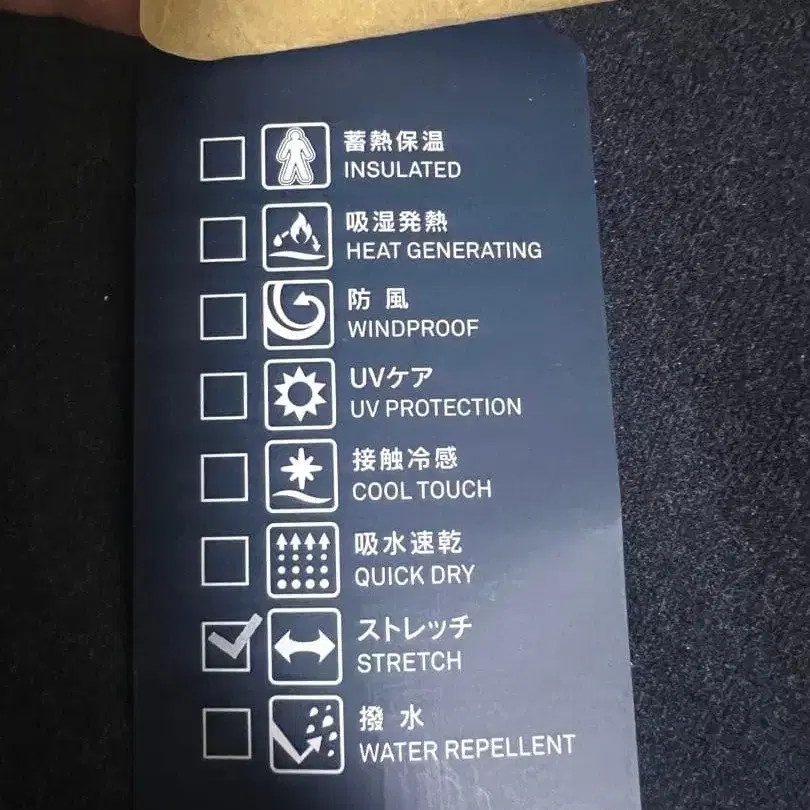 蓄熱保温
INSULATED
吸湿発熱
HEAT GENERATING
防風
WINDPROOF
UVケア
UV PROTECTION
接触冷感
COOL TOUCH
吸水速乾
QUICK DRY
ストレッチ
STRETCH
撥水
WATER REPELLENT